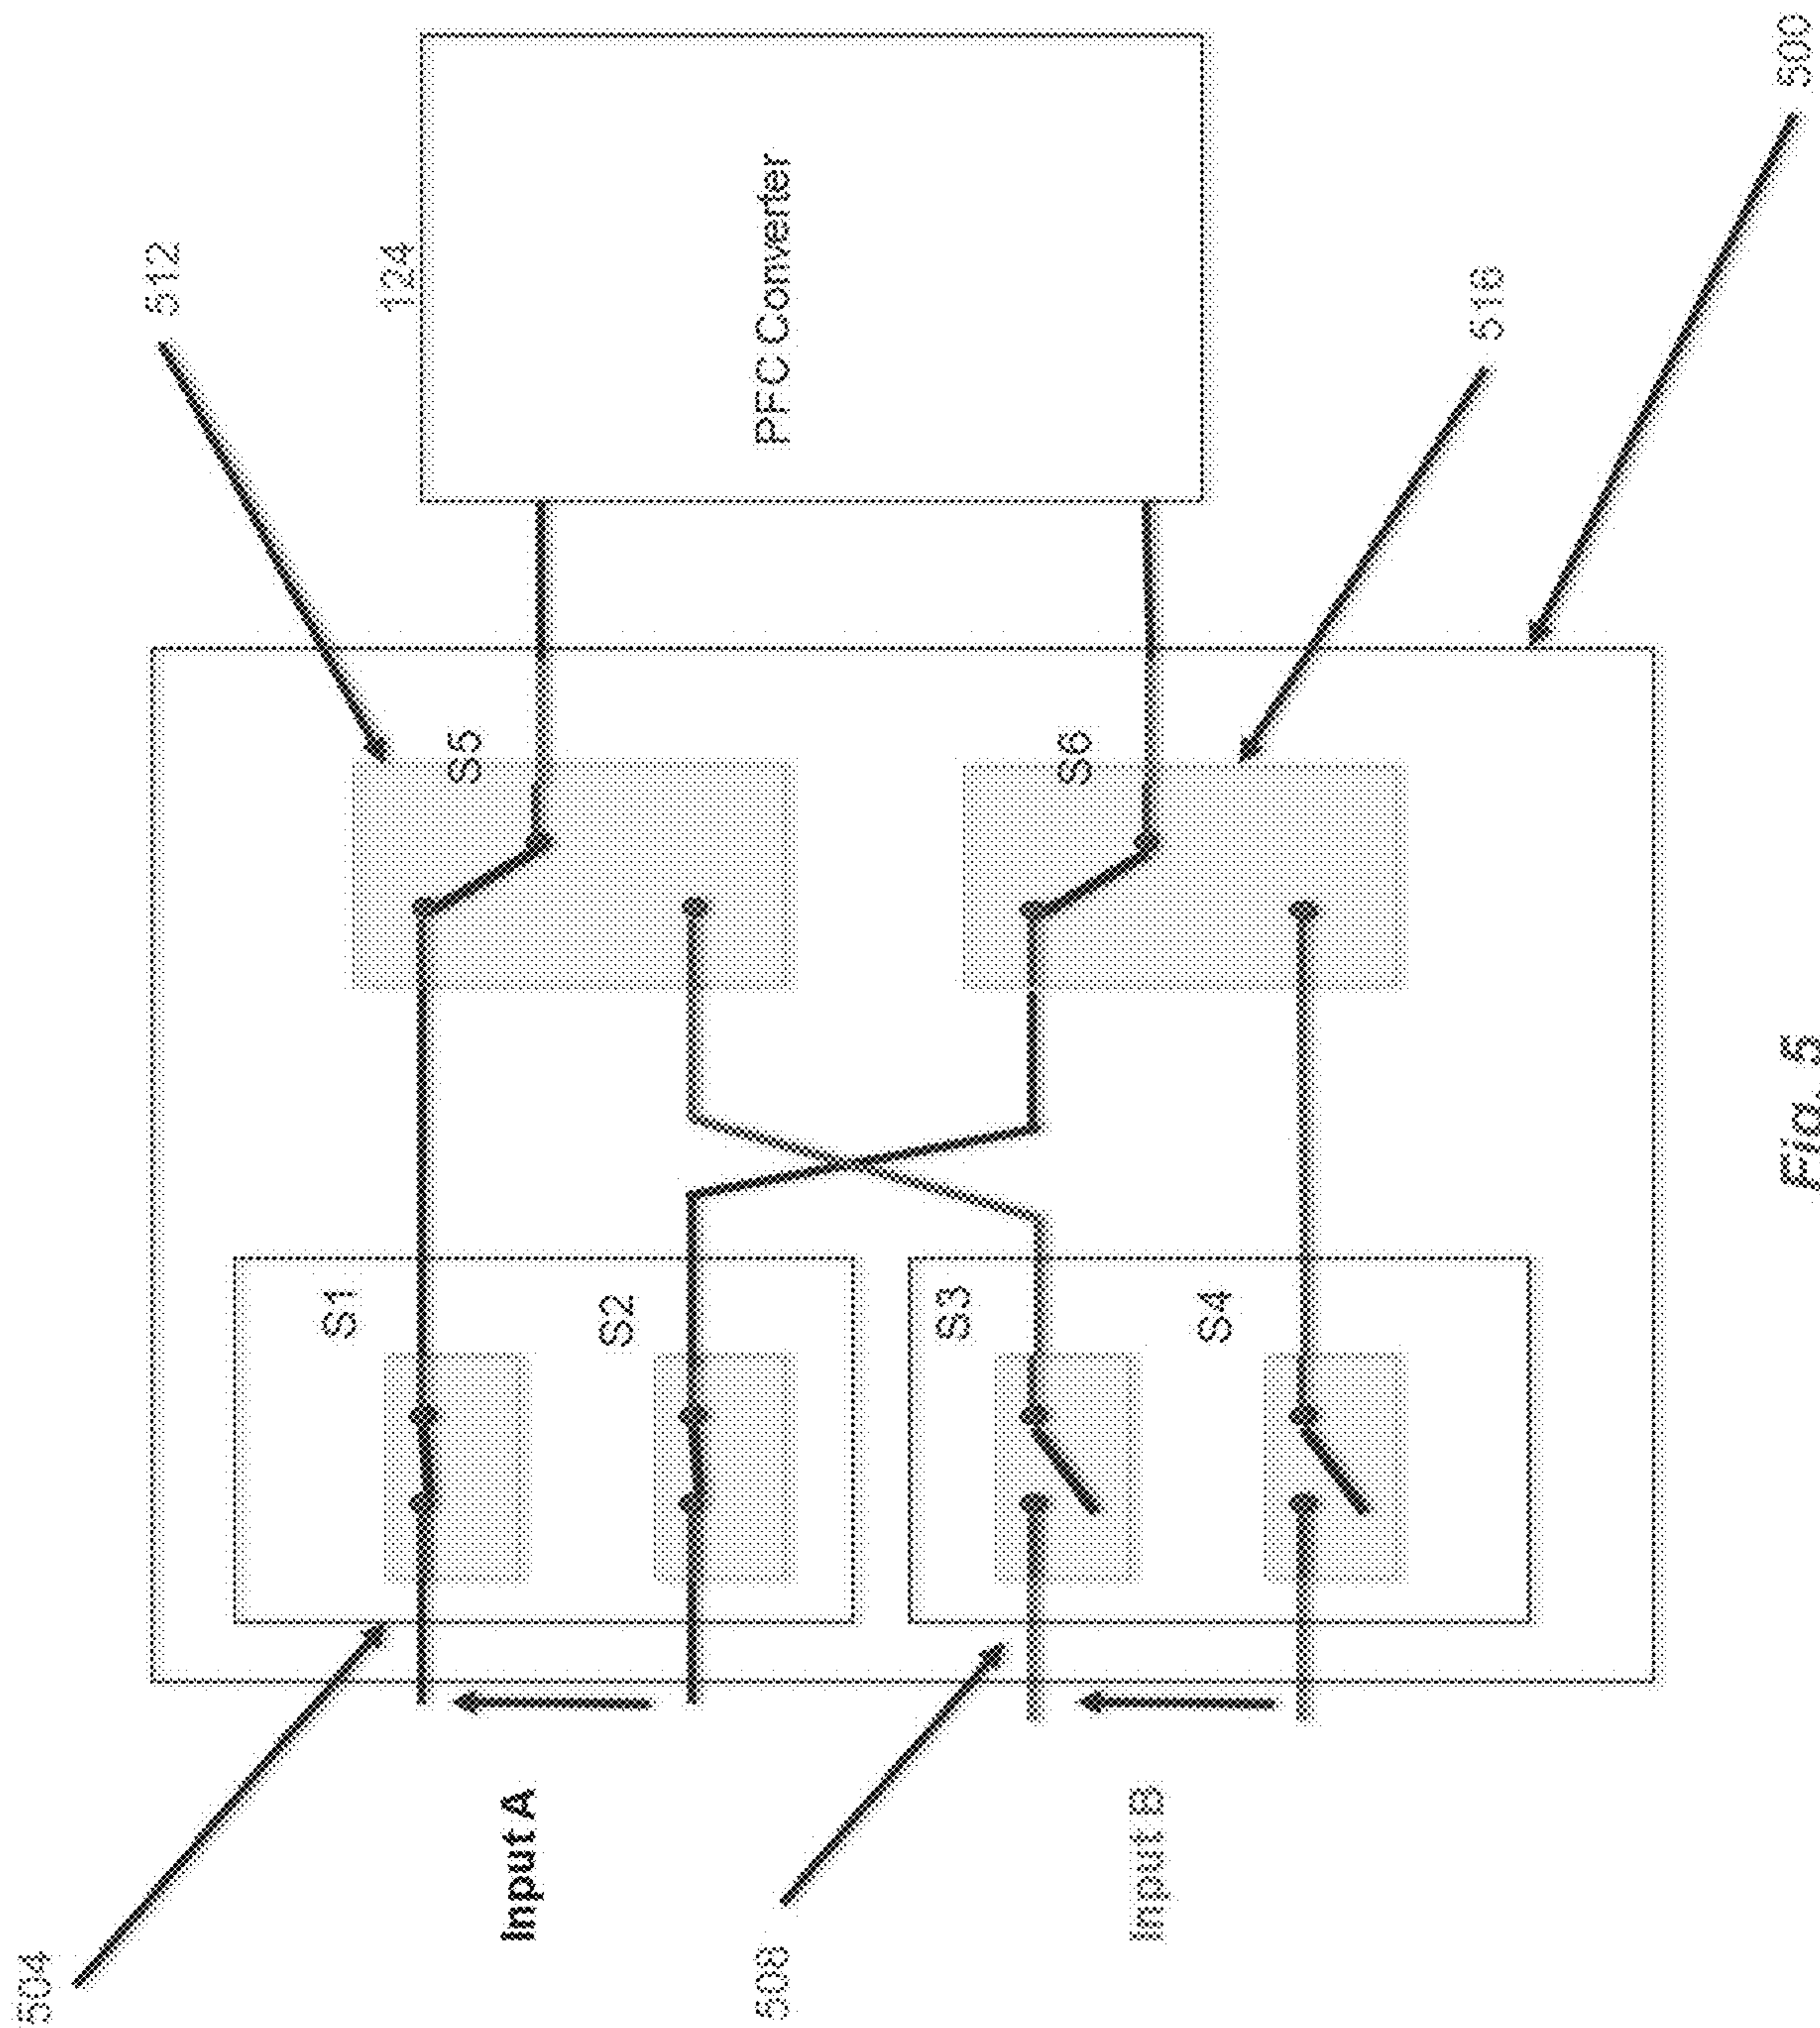 512
124
PFC Converter
S5
S6
516
500
504
S1
S2
S3
S4
Input A
508
Input B
Fig. 5